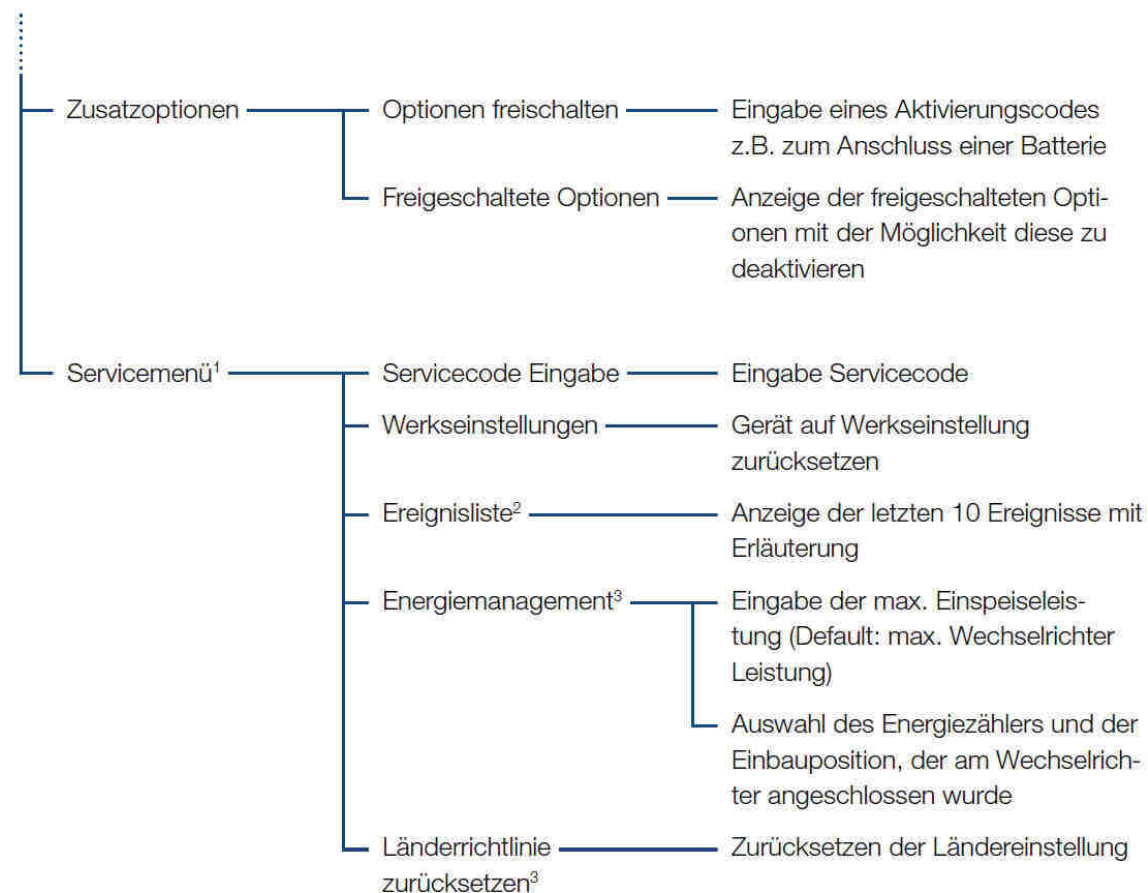 Zusatzoptionen
Optionen freischalten
Eingabe eines Aktivierungscodes
z.B. zum Anschluss einer Batterie
Freigeschaltete Optionen
Anzeige der freigeschalteten Opti-
onen mit der Möglichkeit diese zu
deaktivieren
Servicemenü¹
Servicecode Eingabe
Eingabe Servicecode
Werkseinstellungen
Gerät auf Werkseinstellung
zurücksetzen
Ereignisliste²
Anzeige der letzten 10 Ereignisse mit
Erläuterung
Energiemanagement³
Eingabe der max. Einspeiseleis-
tung (Default: max. Wechselrichter
Leistung)
Auswahl des Energiezählers und der
Einbauposition, der am Wechselrich-
ter angeschlossen wurde
Länderrichtlinie
zurücksetzen³
Zurücksetzen der Ländereinstellung